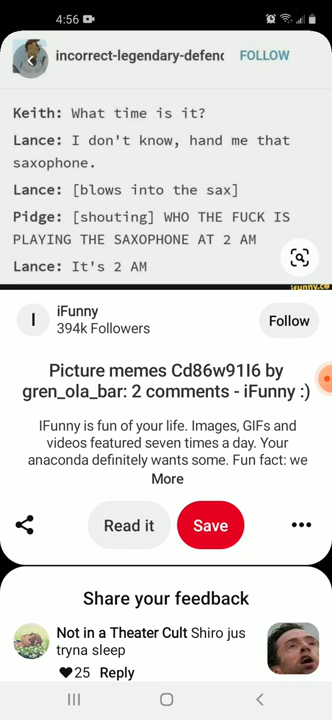 4:56
incorrect-legendary-defend
FOLLOW
Keith: What time is it?
Lance: I don't know, hand me that
saxophone.
Lance: [blows into the sax]
Pidge: [shouting] WHO THE FUCK IS
PLAYING THE SAXOPHONE AT 2 AM
Lance: It's 2 AM
ifunny.ce
I
iFunny
394k Followers
Follow
Picture memes Cd86w91I6 by
gren_ola_bar: 2 comments - iFunny :)
IFunny is fun of your life. Images, GIFs and
videos featured seven times a day. Your
anaconda definitely wants some. Fun fact: we
More
Read it
Save
Share your feedback
Not in a Theater Cult Shiro jus
tryna sleep
25 Reply